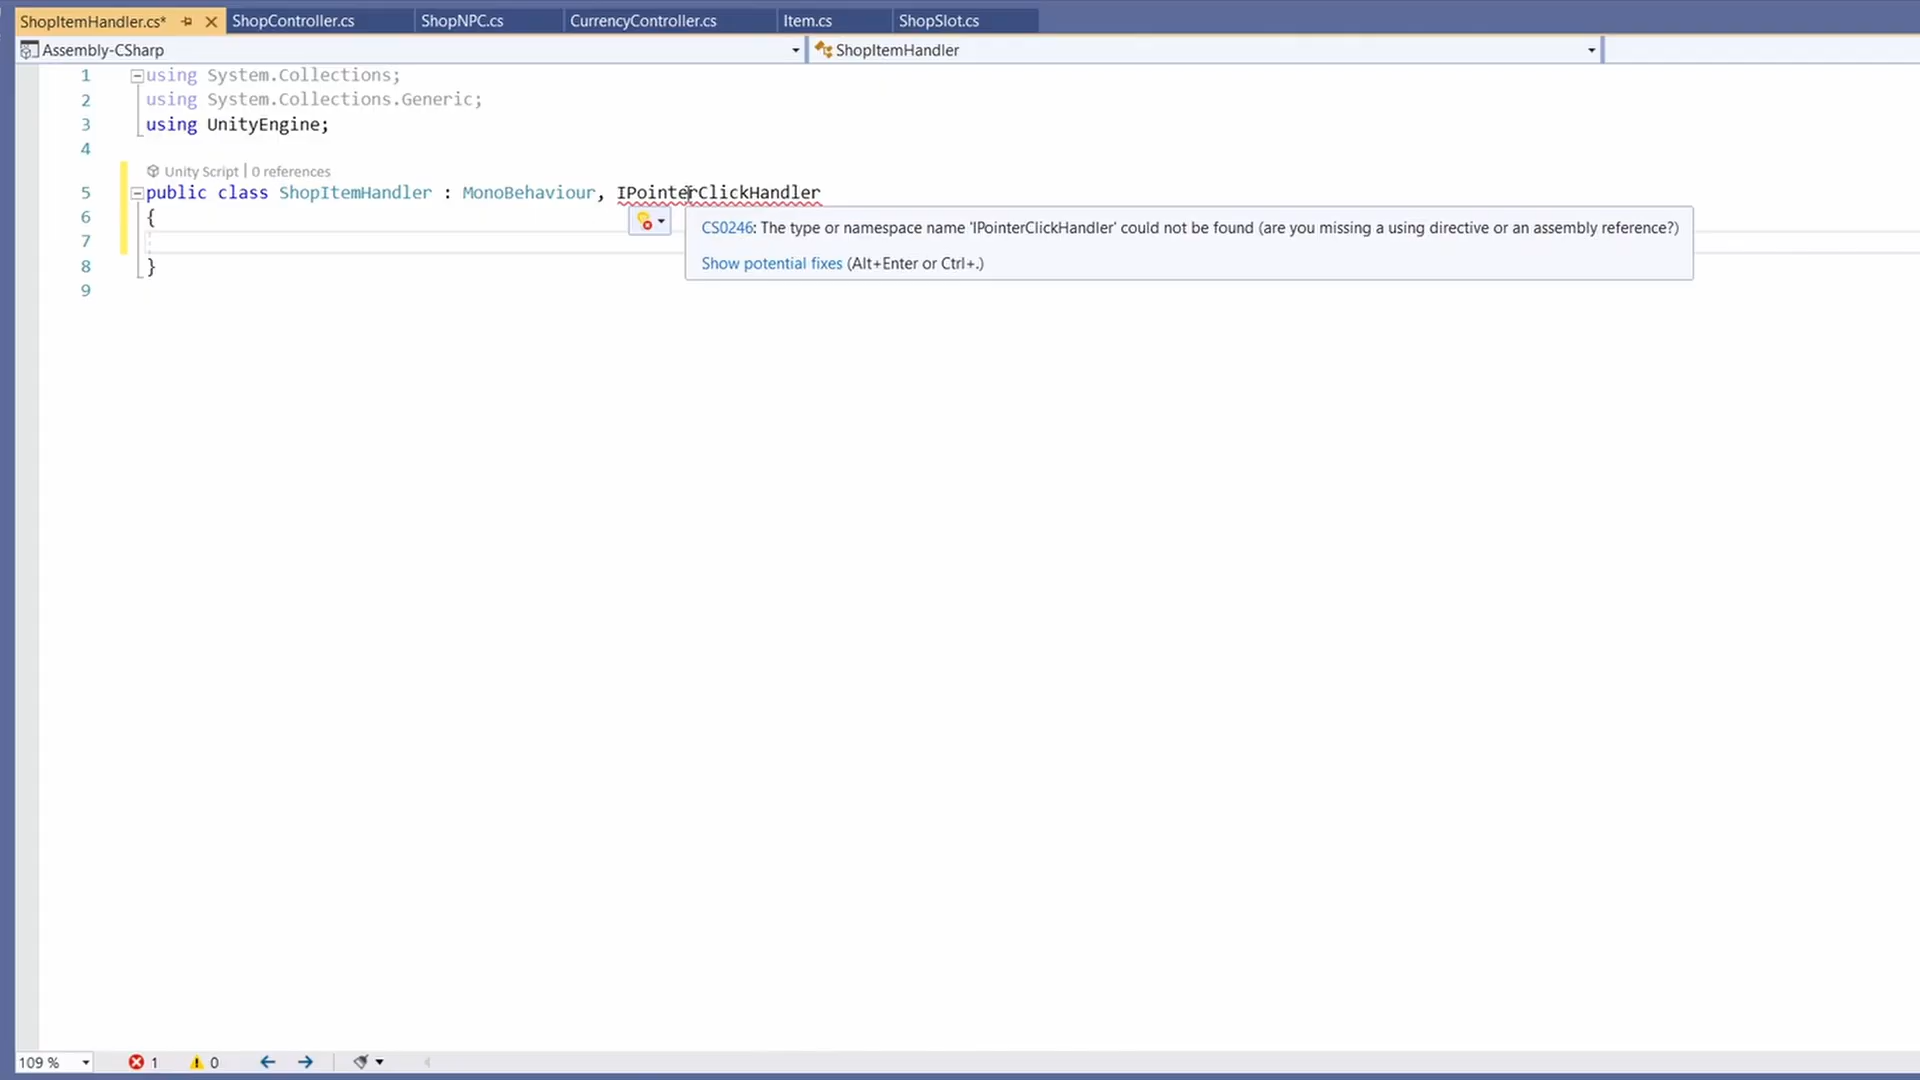 ShopItemHandler.cs* ShopController.cs ShopNPC.cs CurrencyController.cs Item.cs ShopSlot.cs
Assembly-CSharp ShopItemHandler
1 using System.Collections;
2 using System.Collections.Generic;
3 using UnityEngine;
4
Unity Script | 0 references
5 public class ShopItemHandler : MonoBehaviour, IPointerClickHandler
6 {
CS0246: The type or namespace name 'IPointerClickHandler' could not be found (are you missing a using directive or an assembly reference?)
7
Show potential fixes (Alt+Enter or Ctrl+.)
8 }
9
109 % 1 0